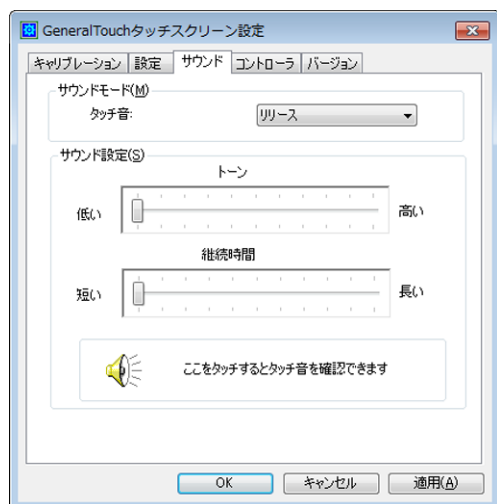 GeneralTouchタッチスクリーン設定
キャリブレーション 設定 サウンド コントローラ バージョン
サウンドモード(M)
タッチ音: リリース
サウンド設定(S)
トーン
低い 高い
継続時間
短い 長い
ここをタッチするとタッチ音を確認できます
OK キャンセル 適用(A)